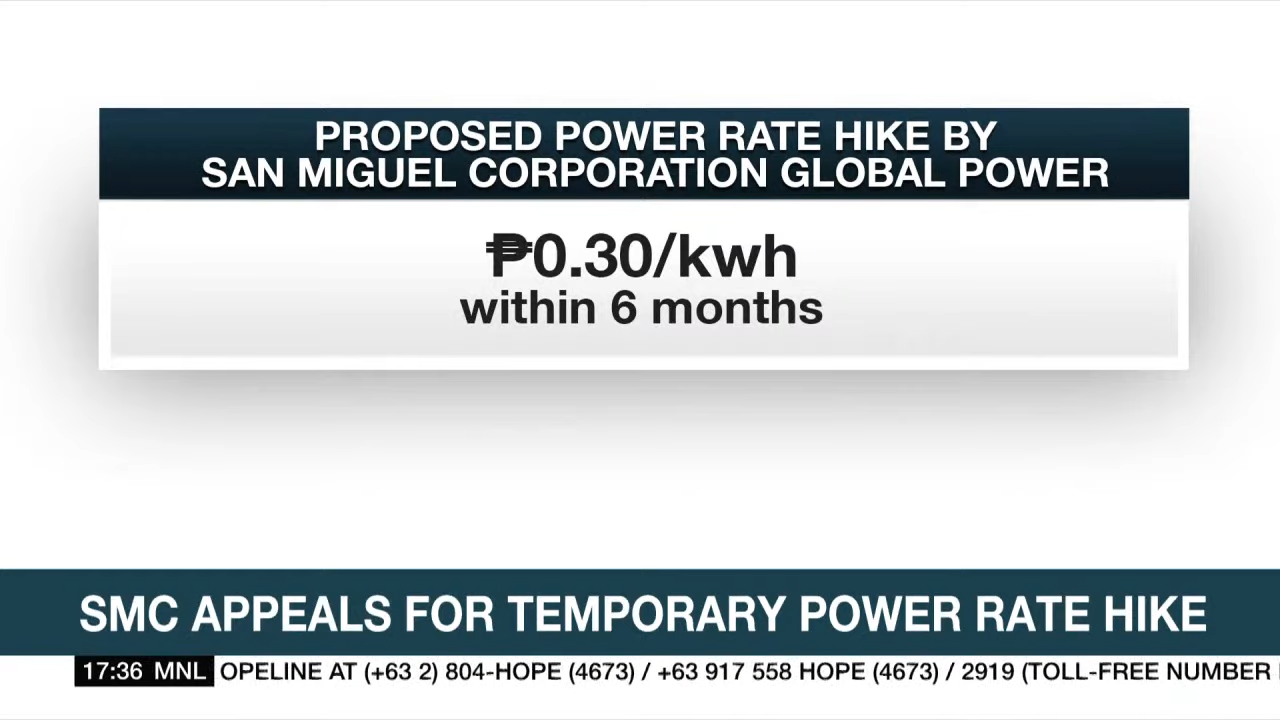 PROPOSED POWER RATE HIKE BY
SAN MIGUEL CORPORATION GLOBAL POWER
₱0.30/kwh
within 6 months
SMC APPEALS FOR TEMPORARY POWER RATE HIKE
17:36 MNL OPELINE AT (+63 2) 804-HOPE (4673) / +63 917 558 HOPE (4673) / 2919 (TOLL-FREE NUMBER